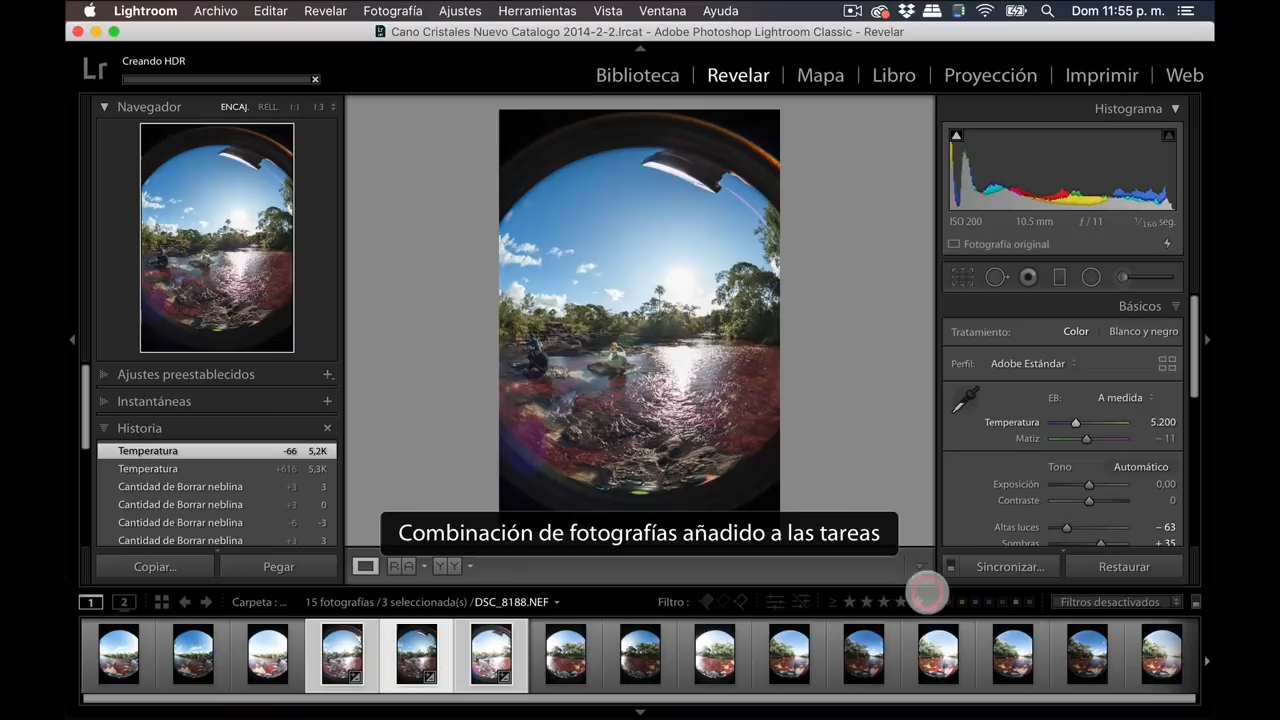 Lightroom Archivo Editar Revelar Fotografía Ajustes Herramientas Vista Ventana Ayuda Dom 11:55 p. m.
Cano Cristales Nuevo Catalogo 2014-2-2.lrcat - Adobe Photoshop Lightroom Classic - Revelar
Lr Creando HDR
Biblioteca | Revelar | Mapa | Libro | Proyección | Imprimir | Web
Navegador ENCAJ. RELL. 1:1 1:3
Histograma
ISO 200 10.5 mm ƒ / 11 1/160 seg.
Fotografía original
Básicos
Tratamiento: Color Blanco y negro
Perfil: Adobe Estándar
EB: A medida
Temperatura 5.200
Matiz − 11
Tono Automático
Exposición 0,00
Contraste 0
Altas luces − 63
Sombras + 35
Ajustes preestablecidos
Instantáneas
Historia
Temperatura -66 5,2K
Temperatura +616 5,3K
Cantidad de Borrar neblina +3 3
Cantidad de Borrar neblina +3 0
Cantidad de Borrar neblina -6 -3
Cantidad de Borrar neblina +3 3
Combinación de fotografías añadido a las tareas
Copiar... Pegar
R A Y Y
Sincronizar... Restaurar
1 2 Carpeta : ... 15 fotografías /3 seleccionada(s) /DSC_8188.NEF
Filtro : Filtros desactivados